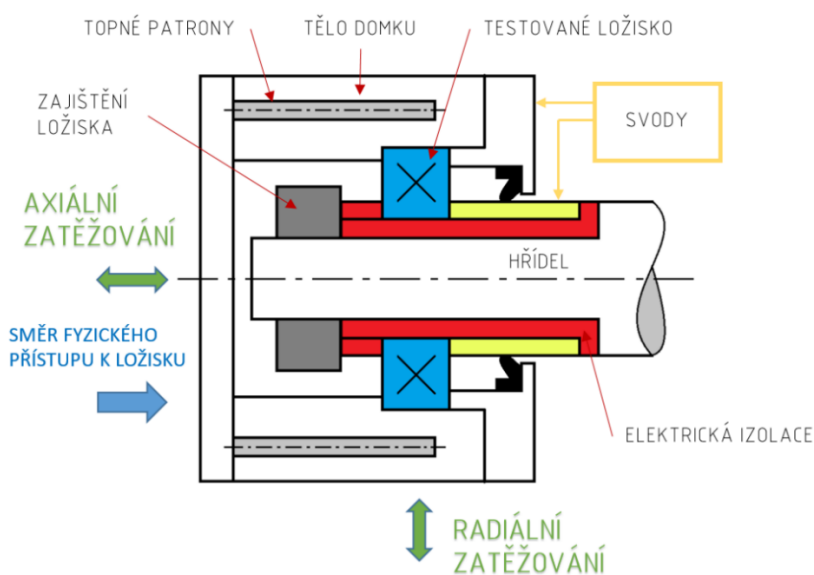 TOPNÉ PATRONY
TĚLO DOMKU
TESTOVANÉ LOŽISKO
ZAJIŠTĚNÍ
LOŽISKA
SVODY
AXIÁLNÍ
ZATĚŽOVÁNÍ
HŘÍDEL
SMĚR FYZICKÉHO
PŘÍSTUPU K LOŽISKU
ELEKTRICKÁ IZOLACE
RADIÁLNÍ
ZATĚŽOVÁNÍ